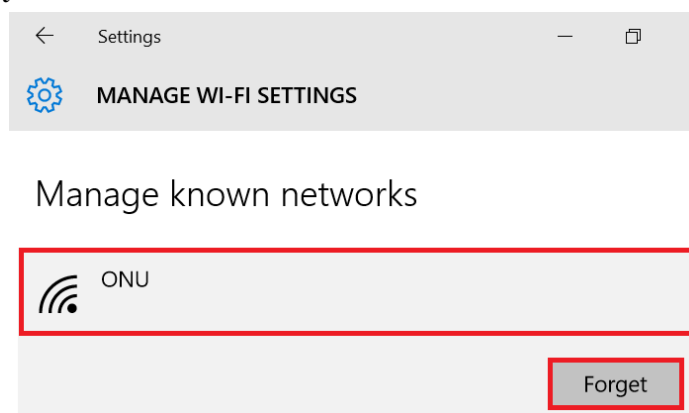 Settings
MANAGE WI-FI SETTINGS
Manage known networks
ONU
Forget